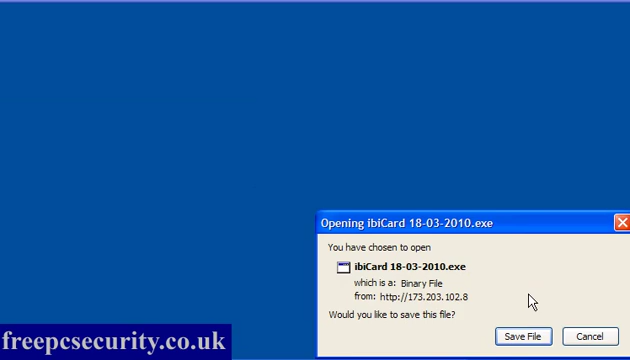 Opening ibiCard 18-03-2010.exe
You have chosen to open
ibiCard 18-03-2010.exe
which is a: Binary File
from: http://173.203.102.8
Would you like to save this file?
Save File Cancel
freepcsecurity.co.uk